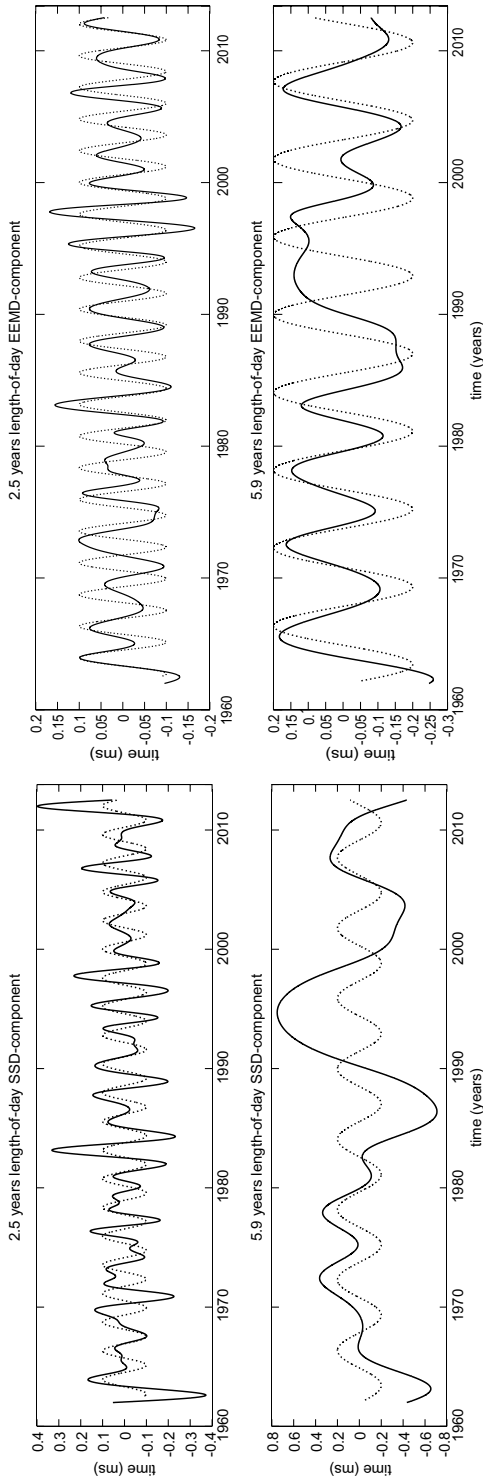 2.5 years length-of-day SSD-component
time (ms)
0.4
0.3
0.2
0.1
0
-0.1
-0.2
-0.3
-0.4
1960 1970 1980 1990 2000 2010
2.5 years length-of-day EEMD-component
time (ms)
0.2
0.15
0.1
0.05
0
-0.05
-0.1
-0.15
-0.2
1960 1970 1980 1990 2000 2010
5.9 years length-of-day SSD-component
time (ms)
0.8
0.6
0.4
0.2
0
-0.2
-0.4
-0.6
-0.8
1960 1970 1980 1990 2000 2010
time (years)
5.9 years length-of-day EEMD-component
time (ms)
0.2
0.15
0.1
0.05
0
-0.05
-0.1
-0.15
-0.2
-0.25
-0.3
1960 1970 1980 1990 2000 2010
time (years)